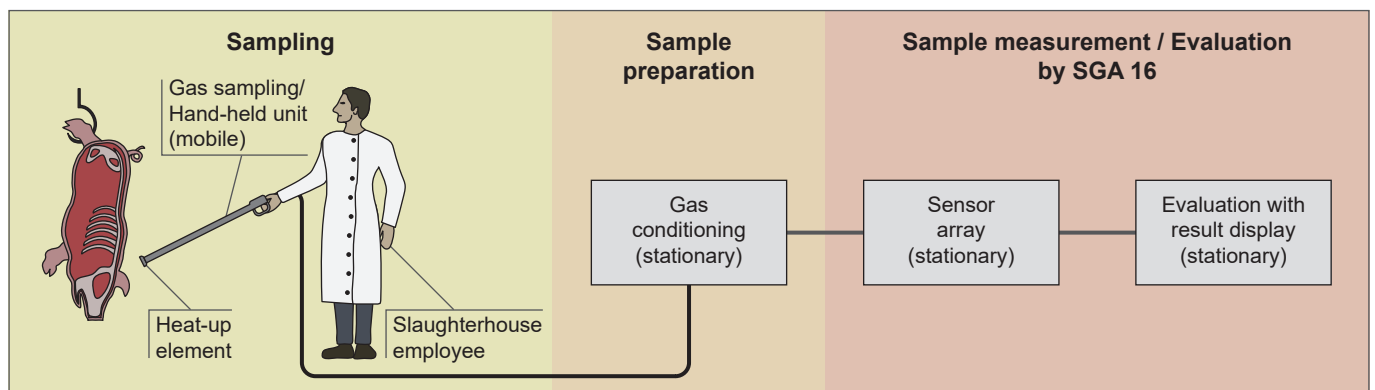 Sampling
Gas sampling/
Hand-held unit
(mobile)
Heat-up
element
Slaughterhouse
employee
Sample
preparation
Gas
conditioning
(stationary)
Sample measurement / Evaluation
by SGA 16
Sensor
array
(stationary)
Evaluation with
result display
(stationary)